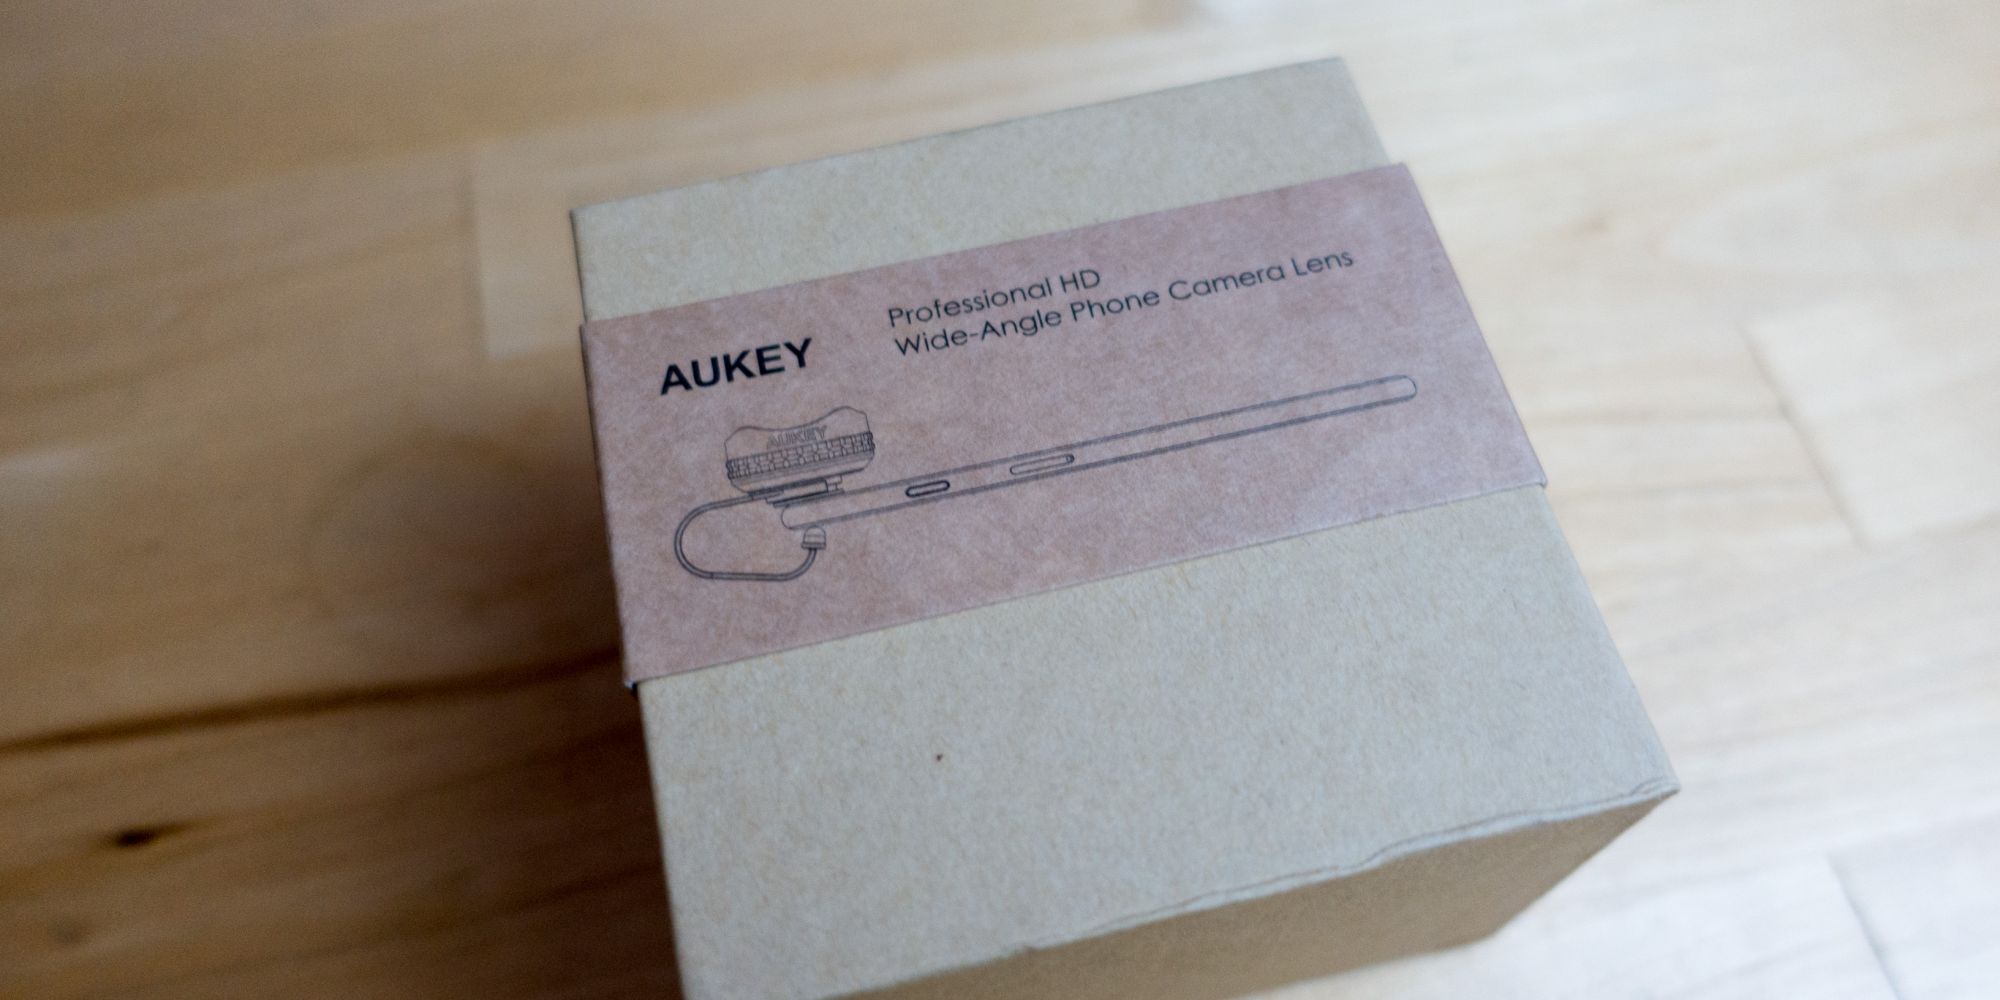 Professional HD
Wide-Angle Phone Camera Lens
AUKEY
AUKEY